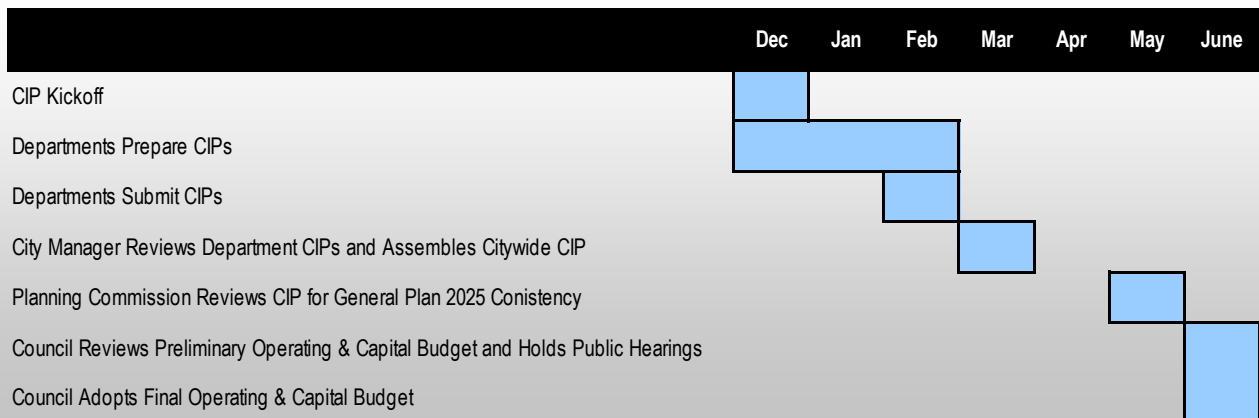 Dec Jan Feb Mar Apr May June
CIP Kickoff
Departments Prepare CIPs
Departments Submit CIPs
City Manager Reviews Department CIPs and Assembles Citywide CIP
Planning Commission Reviews CIP for General Plan 2025 Conistency
Council Reviews Preliminary Operating & Capital Budget and Holds Public Hearings
Council Adopts Final Operating & Capital Budget